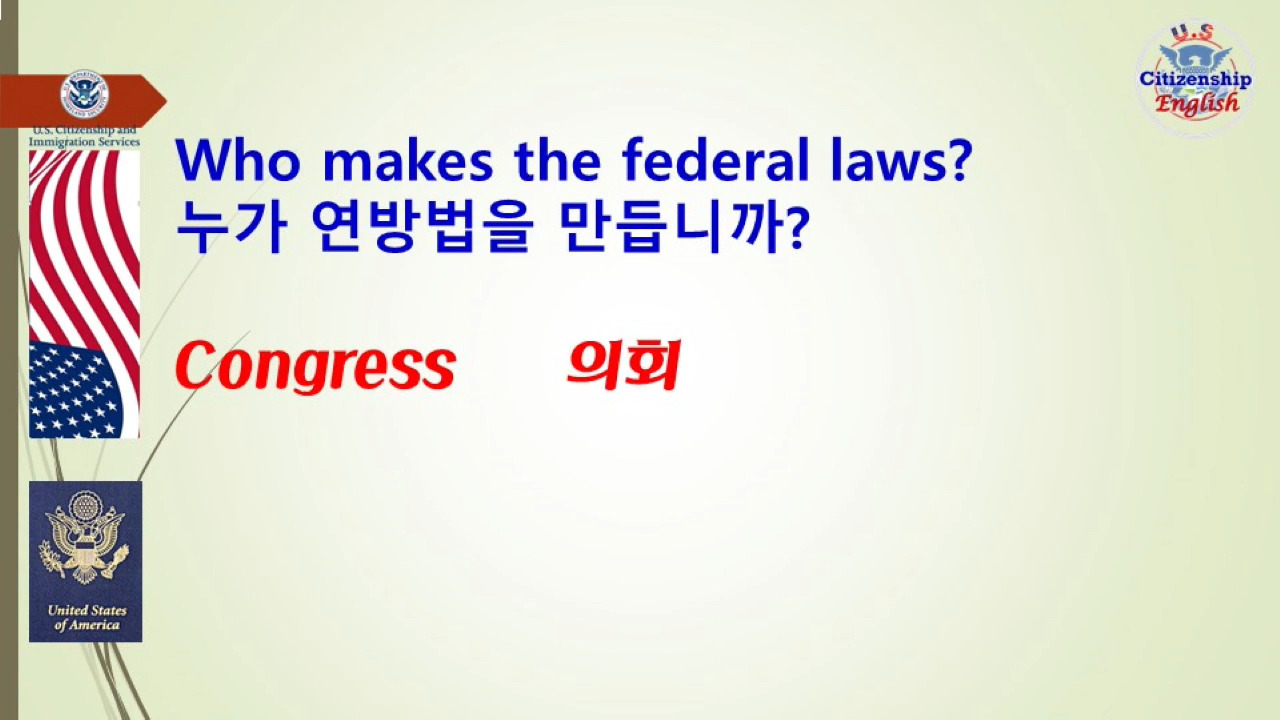 U.S
Citizenship
English
U.S. Citizenship and
Immigration Services
Who makes the federal laws?
누가 연방법을 만듭니까?
Congress 의회
United States
of America